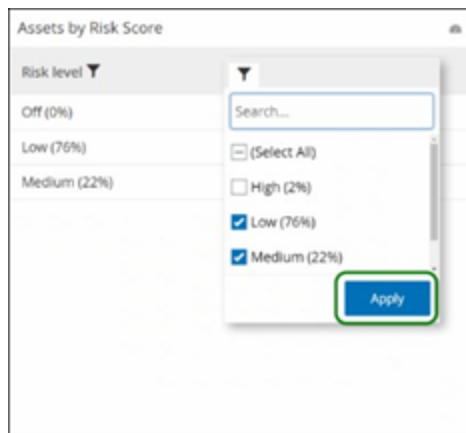 Assets by Risk Score
Risk level
Off (0%)
Low (76%)
Medium (22%)
Search...
(Select All)
High (2%)
Low (76%)
Medium (22%)
Apply